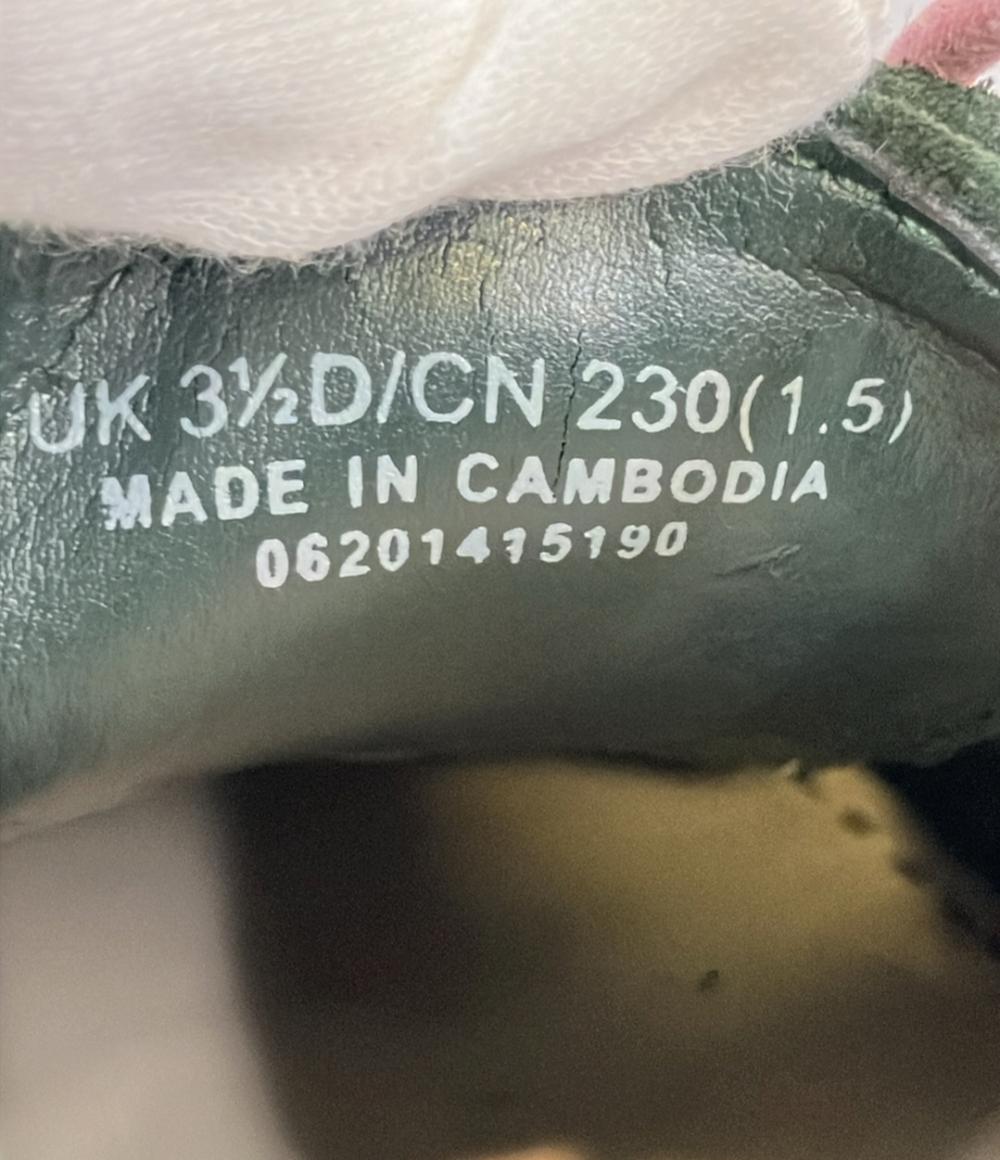 UK 3½D/CN 230(1.5)
MADE IN CAMBODIA
06201415190